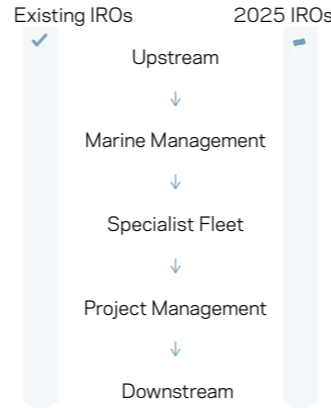 Existing IROs 2025 IROs
Upstream
Marine Management
Specialist Fleet
Project Management
Downstream